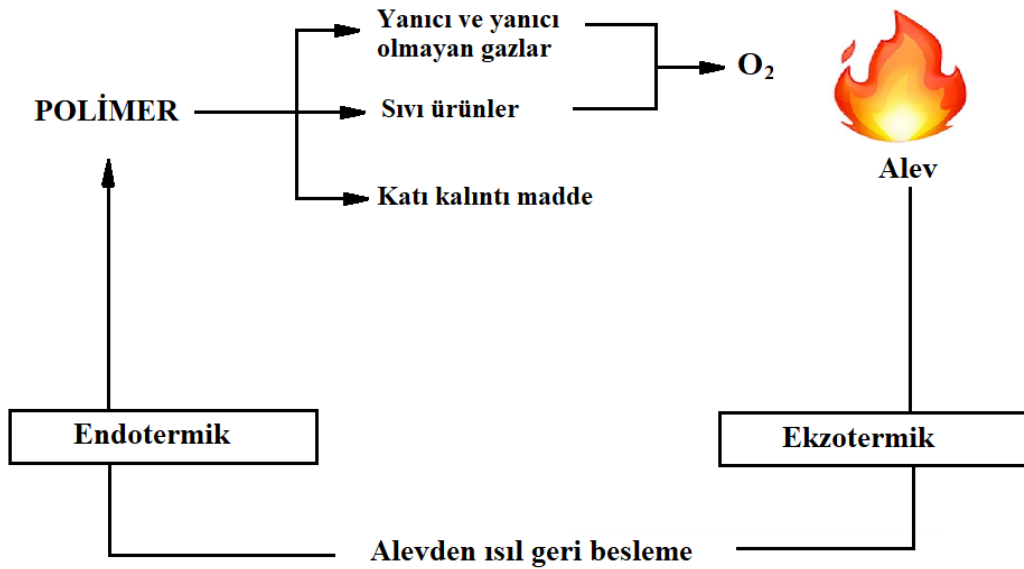 Yanıcı ve yanıcı
olmayan gazlar
O₂
POLİMER
Sıvı ürünler
Alev
Katı kalıntı madde
Endotermik
Ekzotermik
Alevden ısıl geri besleme